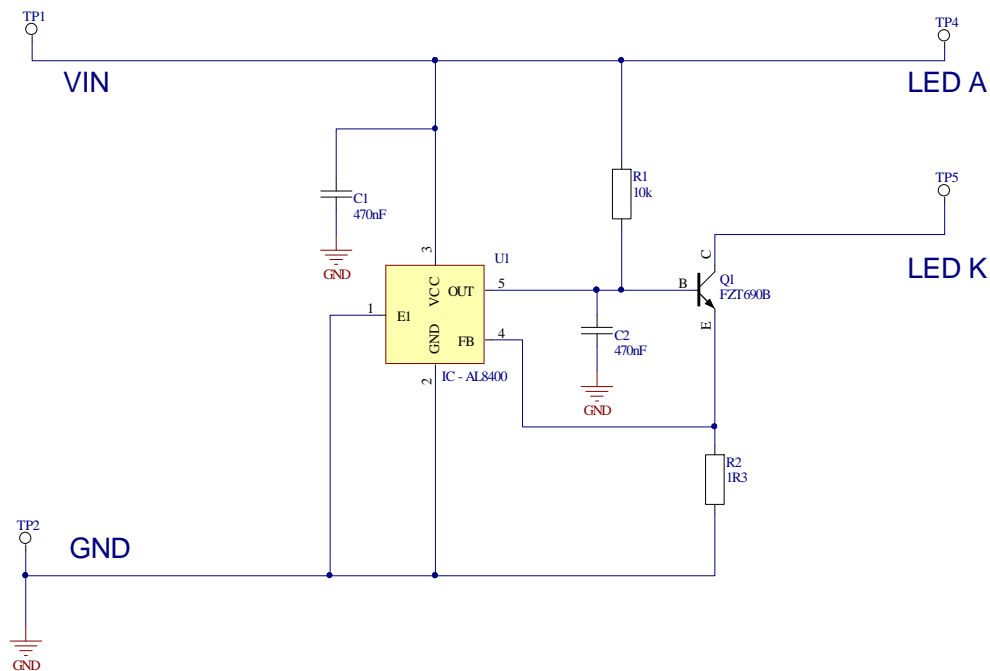 TP1
TP4
VIN
LED A
R1
10k
TP5
C1
470nF
GND
3
U1
C
LED K
VCC
OUT
5
B
Q1
FZT690B
1
E1
GND
FB
4
C2
470nF
E
2
IC - AL8400
GND
R2
1R3
TP2
GND
GND